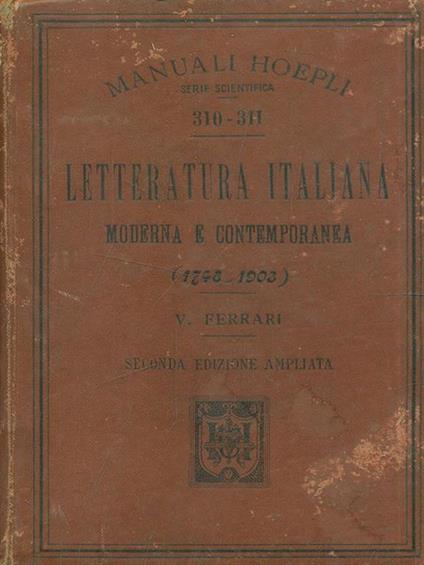 MANUALI HOEPLI
SERIE SCIENTIFICA
310-311
LETTERATURA ITALIANA
MODERNA E CONTEMPORANEA
(1748-1903)
V. FERRARI
SECONDA EDIZIONE AMPLIATA